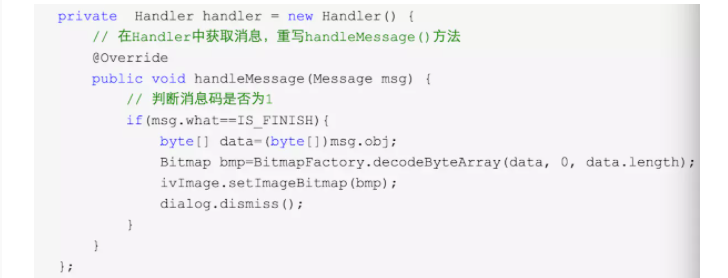 private  Handler handler = new Handler() {
// 在Handler中获取消息，重写handleMessage()方法
@Override
public void handleMessage(Message msg) {
// 判断消息码是否为1
if(msg.what==IS_FINISH){
byte[] data=(byte[])msg.obj;
Bitmap bmp=BitmapFactory.decodeByteArray(data, 0, data.length);
ivImage.setImageBitmap(bmp);
dialog.dismiss();
}
}
};